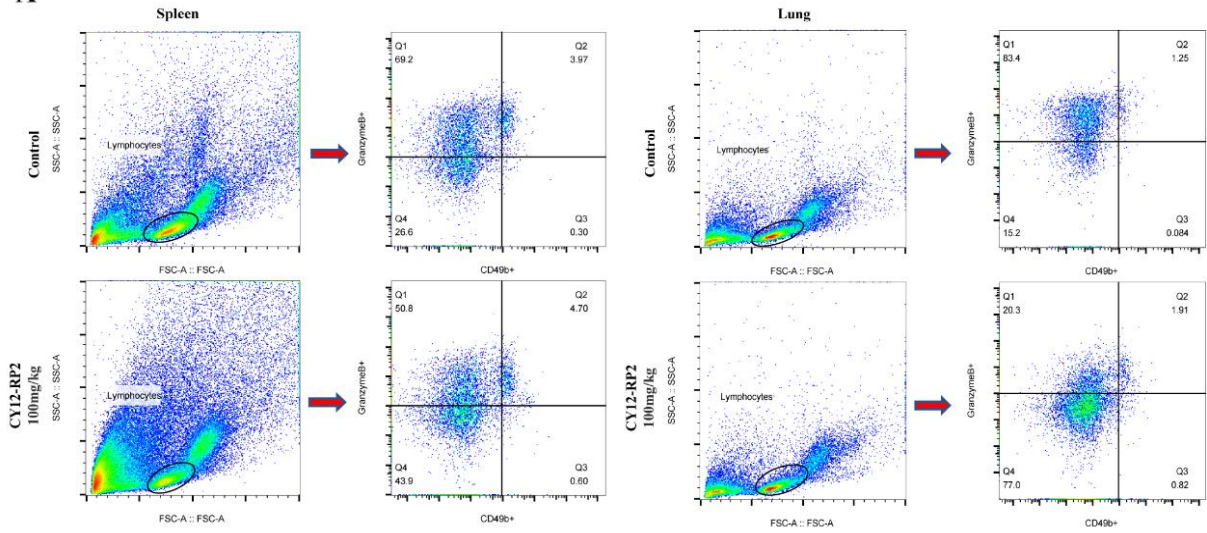 A
Spleen
Lung
Control
SSC-A :: SSC-A
Lymphocytes
FSC-A :: FSC-A
GranzymeB+
Q1
69.2
Q2
3.97
Q4
26.6
Q3
0.30
CD49b+
Control
SSC-A :: SSC-A
Lymphocytes
FSC-A :: FSC-A
GranzymeB+
Q1
83.4
Q2
1.25
Q4
15.2
Q3
0.084
CD49b+
CY12-RP2
100mg/kg
SSC-A :: SSC-A
Lymphocytes
FSC-A :: FSC-A
GranzymeB+
Q1
50.8
Q2
4.70
Q4
43.9
Q3
0.60
CD49b+
CY12-RP2
100mg/kg
SSC-A :: SSC-A
Lymphocytes
FSC-A :: FSC-A
GranzymeB+
Q1
20.3
Q2
1.91
Q4
77.0
Q3
0.82
CD49b+